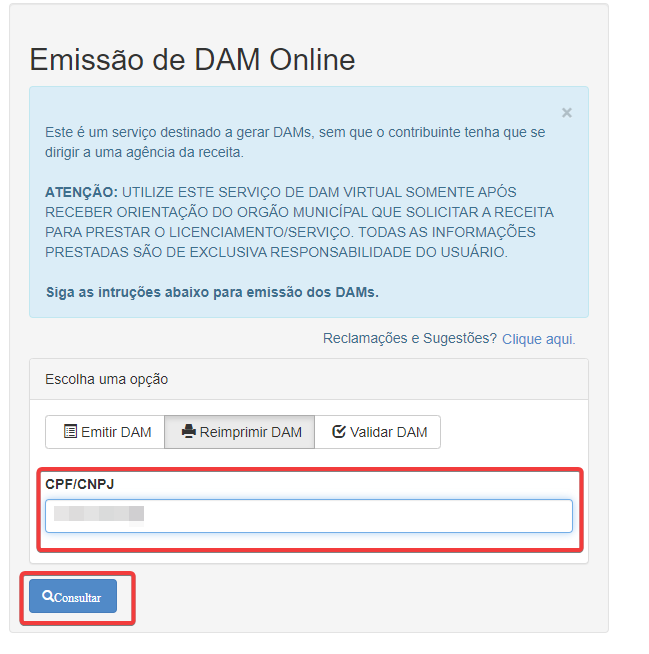 Emissão de DAM Online
×
Este é um serviço destinado a gerar DAMs, sem que o contribuinte tenha que se
dirigir a uma agência da receita.
ATENÇÃO: UTILIZE ESTE SERVIÇO DE DAM VIRTUAL SOMENTE APÓS
RECEBER ORIENTAÇÃO DO ORGÃO MUNICÍPAL QUE SOLICITAR A RECEITA
PARA PRESTAR O LICENCIAMENTO/SERVIÇO. TODAS AS INFORMAÇÕES
PRESTADAS SÃO DE EXCLUSIVA RESPONSABILIDADE DO USUÁRIO.
Siga as intruções abaixo para emissão dos DAMs.
Reclamações e Sugestões? Clique aqui.
Escolha uma opção
Emitir DAM Reimprimir DAM Validar DAM
CPF/CNPJ
Consultar